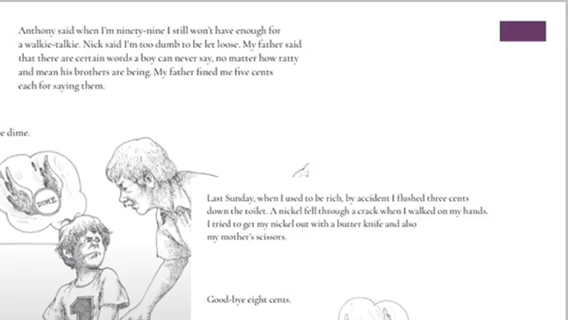 Anthony said when I'm ninety-nine I still won't have enough for
a walkie-talkie. Nick said I'm too dumb to be let loose. My father said
that there are certain words a boy can never say, no matter how ratty
and mean his brothers are being. My father fined me five cents
each for saying them.
e dime.
DIME
Last Sunday, when I used to be rich, by accident I flushed three cents
down the toilet. A nickel fell through a crack when I walked on my hands.
I tried to get my nickel out with a butter knife and also
my mother's scissors.
1
Good-bye eight cents.